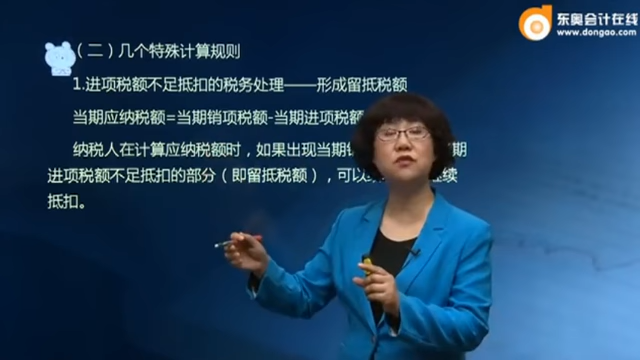 东奥会计在线
www.dongao.com
（二）几个特殊计算规则
1.进项税额不足抵扣的税务处理——形成留抵税额
当期应纳税额=当期销项税额-当期进项税额
纳税人在计算应纳税额时，如果出现当期 期
进项税额不足抵扣的部分（即留抵税额），可以 续
抵扣。